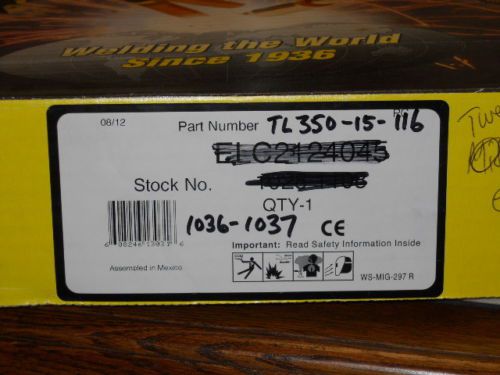 Welding the World
Since 1936
08/12
Part Number TL350-15-116
ELC2124045
Stock No.
QTY-1
1036-1037 CE
Important: Read Safety Information Inside
Assembled in Mexico
WS-MIG-297 R